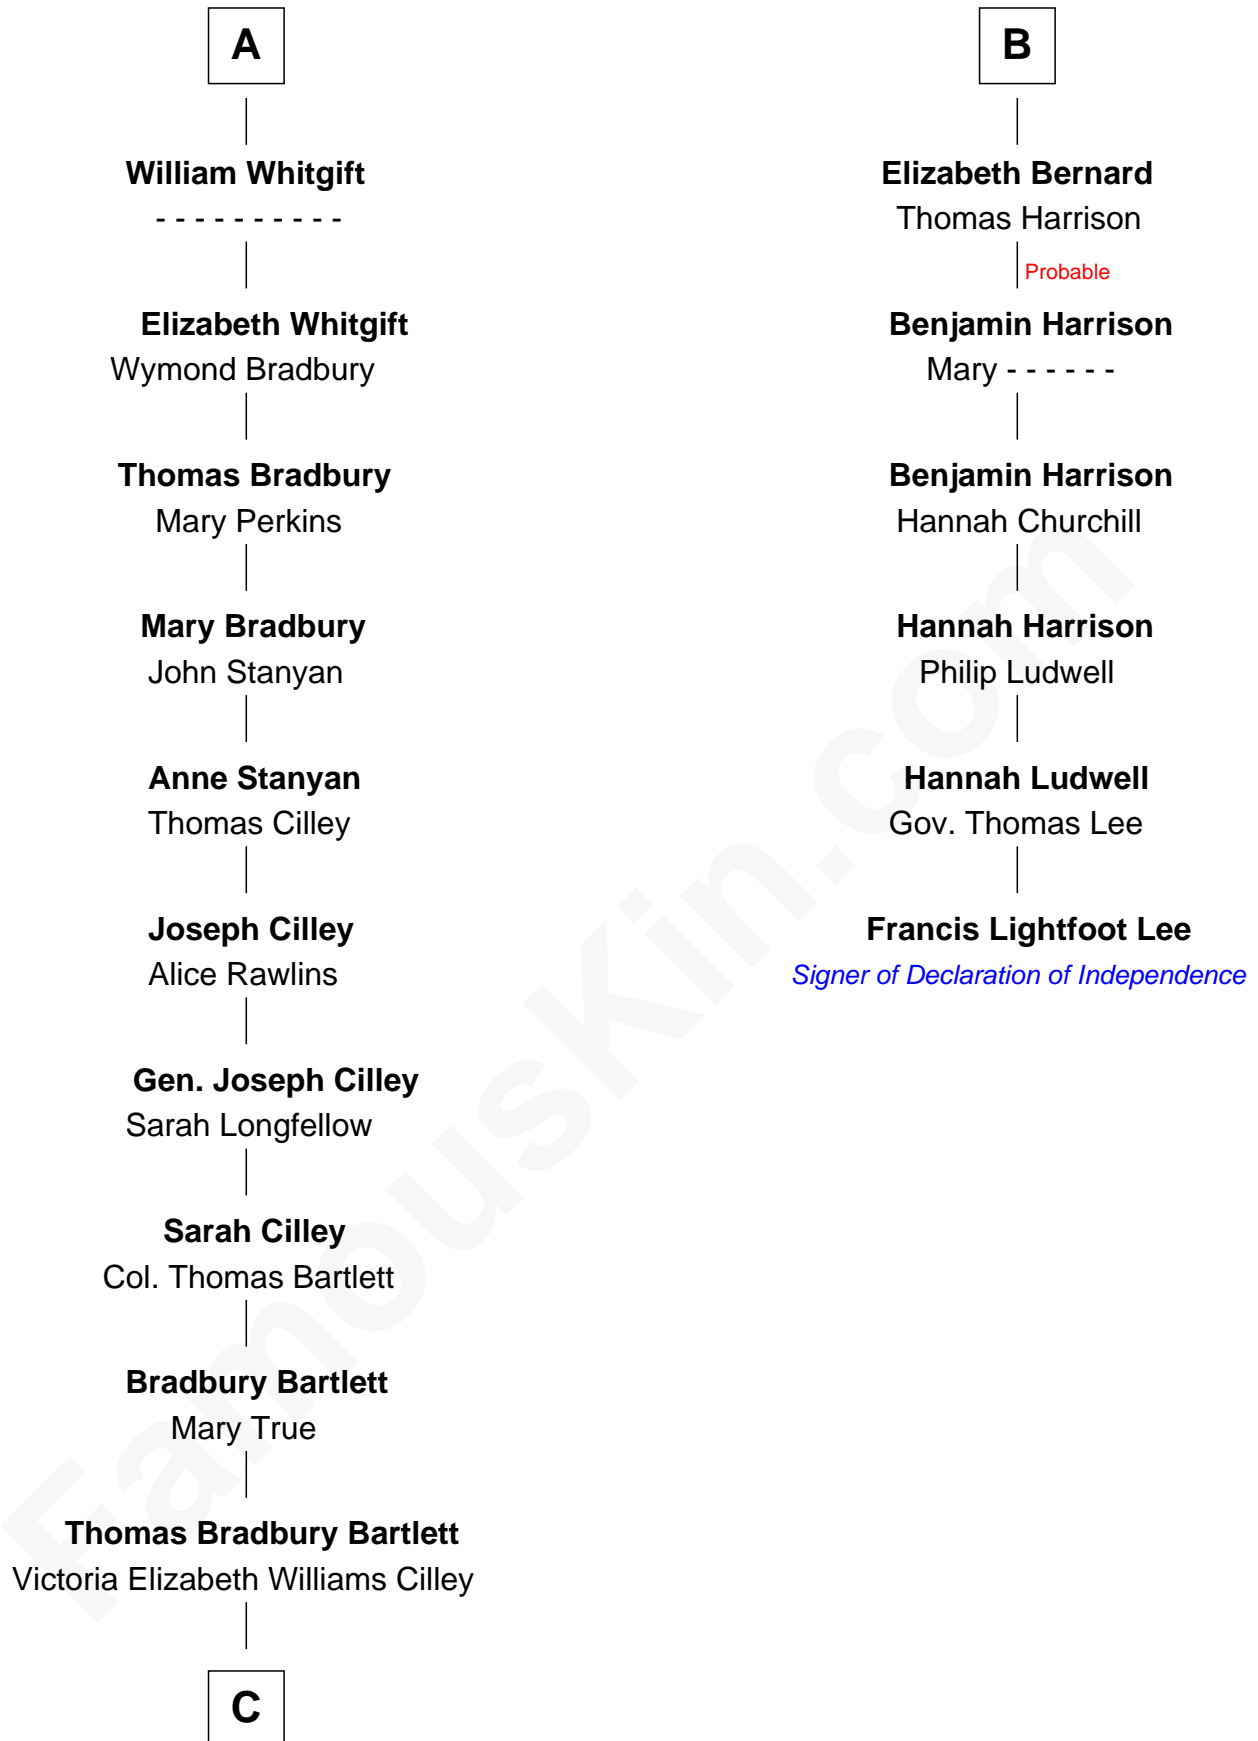 A
William Whitgift
- - - - - - - - - -
Elizabeth Whitgift
Wymond Bradbury
Thomas Bradbury
Mary Perkins
Mary Bradbury
John Stanyan
Anne Stanyan
Thomas Cilley
Joseph Cilley
Alice Rawlins
Gen. Joseph Cilley
Sarah Longfellow
Sarah Cilley
Col. Thomas Bartlett
Bradbury Bartlett
Mary True
Thomas Bradbury Bartlett
Victoria Elizabeth Williams Cilley
C
B
Elizabeth Bernard
Thomas Harrison
Probable
Benjamin Harrison
Mary - - - - - -
Benjamin Harrison
Hannah Churchill
Hannah Harrison
Philip Ludwell
Hannah Ludwell
Gov. Thomas Lee
Francis Lightfoot Lee
Signer of Declaration of Independence
FamousKin.com